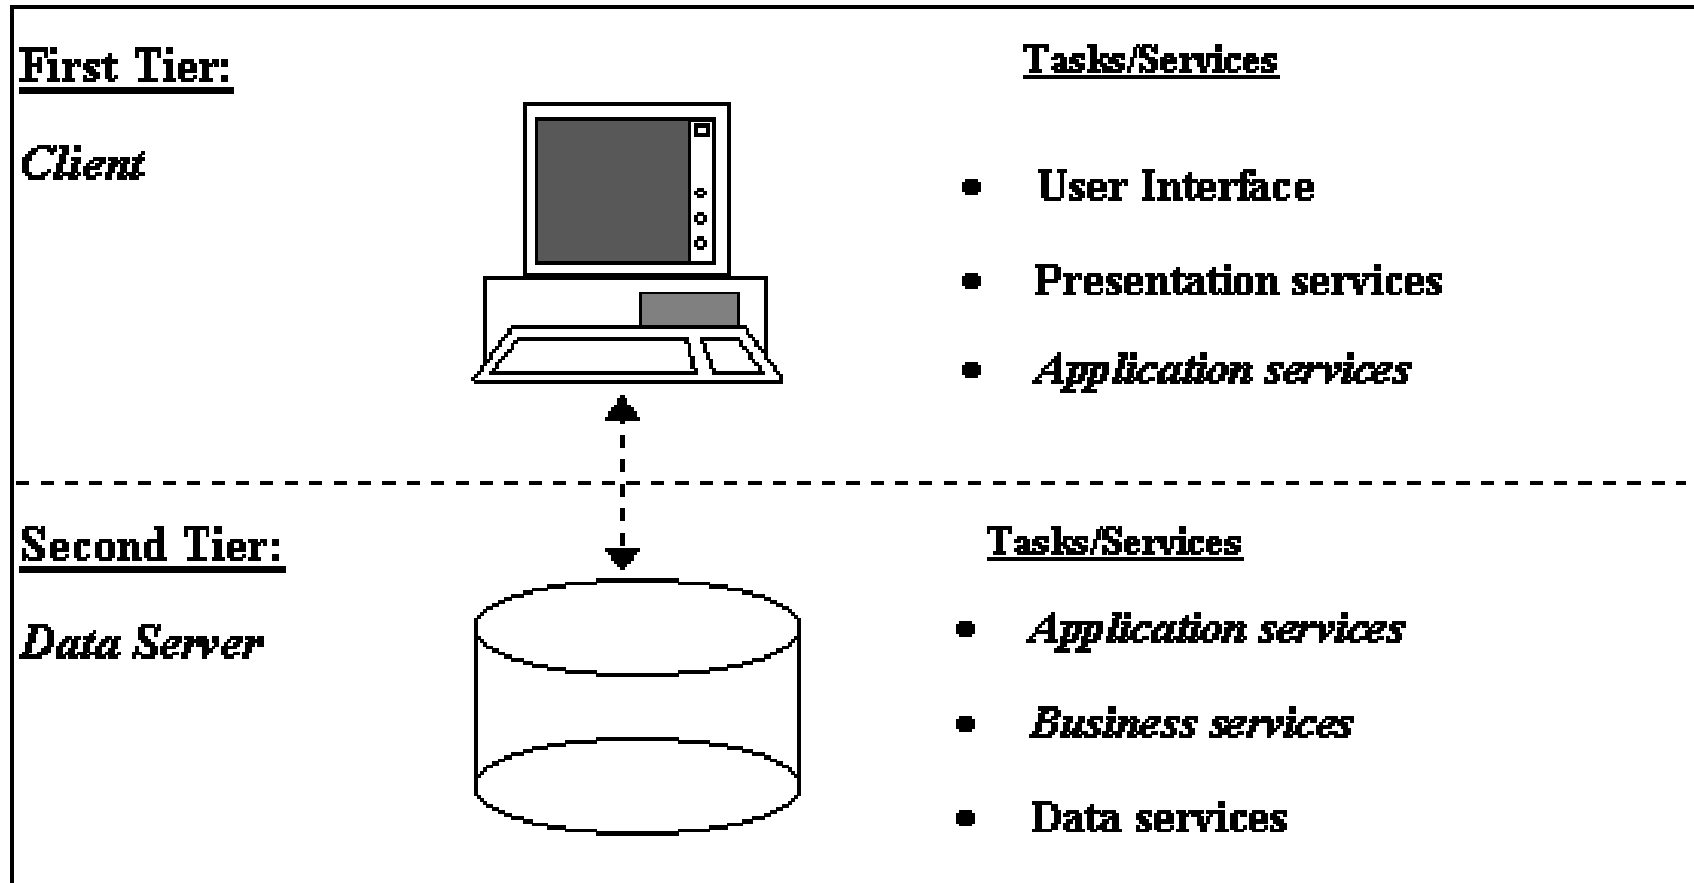 First Tier:
Tasks/Services
Client
• User Interface
• Presentation services
• Application services
Second Tier:
Tasks/Services
Data Server
• Application services
• Business services
• Data services